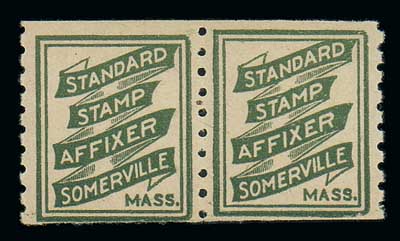 STANDARD
STAMP
AFFIXER
SOMERVILLE
MASS.
STANDARD
STAMP
AFFIXER
SOMERVILLE
MASS.